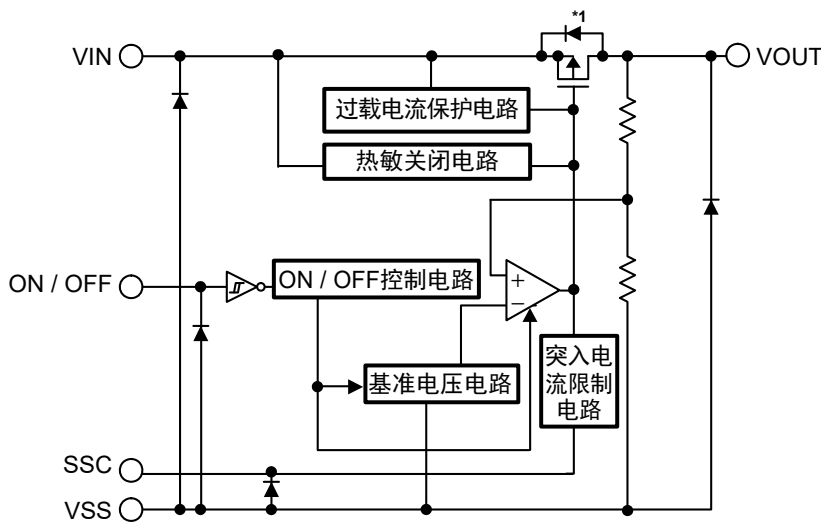 *1
VIN
VOUT
过载电流保护电路
热敏关闭电路
ON / OFF
ON / OFF控制电路
+
−
基准电压电路
突入电
流限制
电路
SSC
VSS